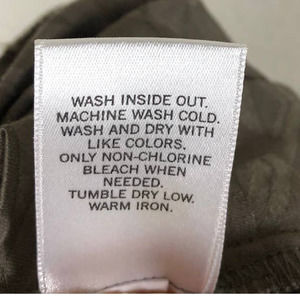 WASH INSIDE OUT.
MACHINE WASH COLD.
WASH AND DRY WITH
LIKE COLORS.
ONLY NON-CHLORINE
BLEACH WHEN
NEEDED.
TUMBLE DRY LOW.
WARM IRON.